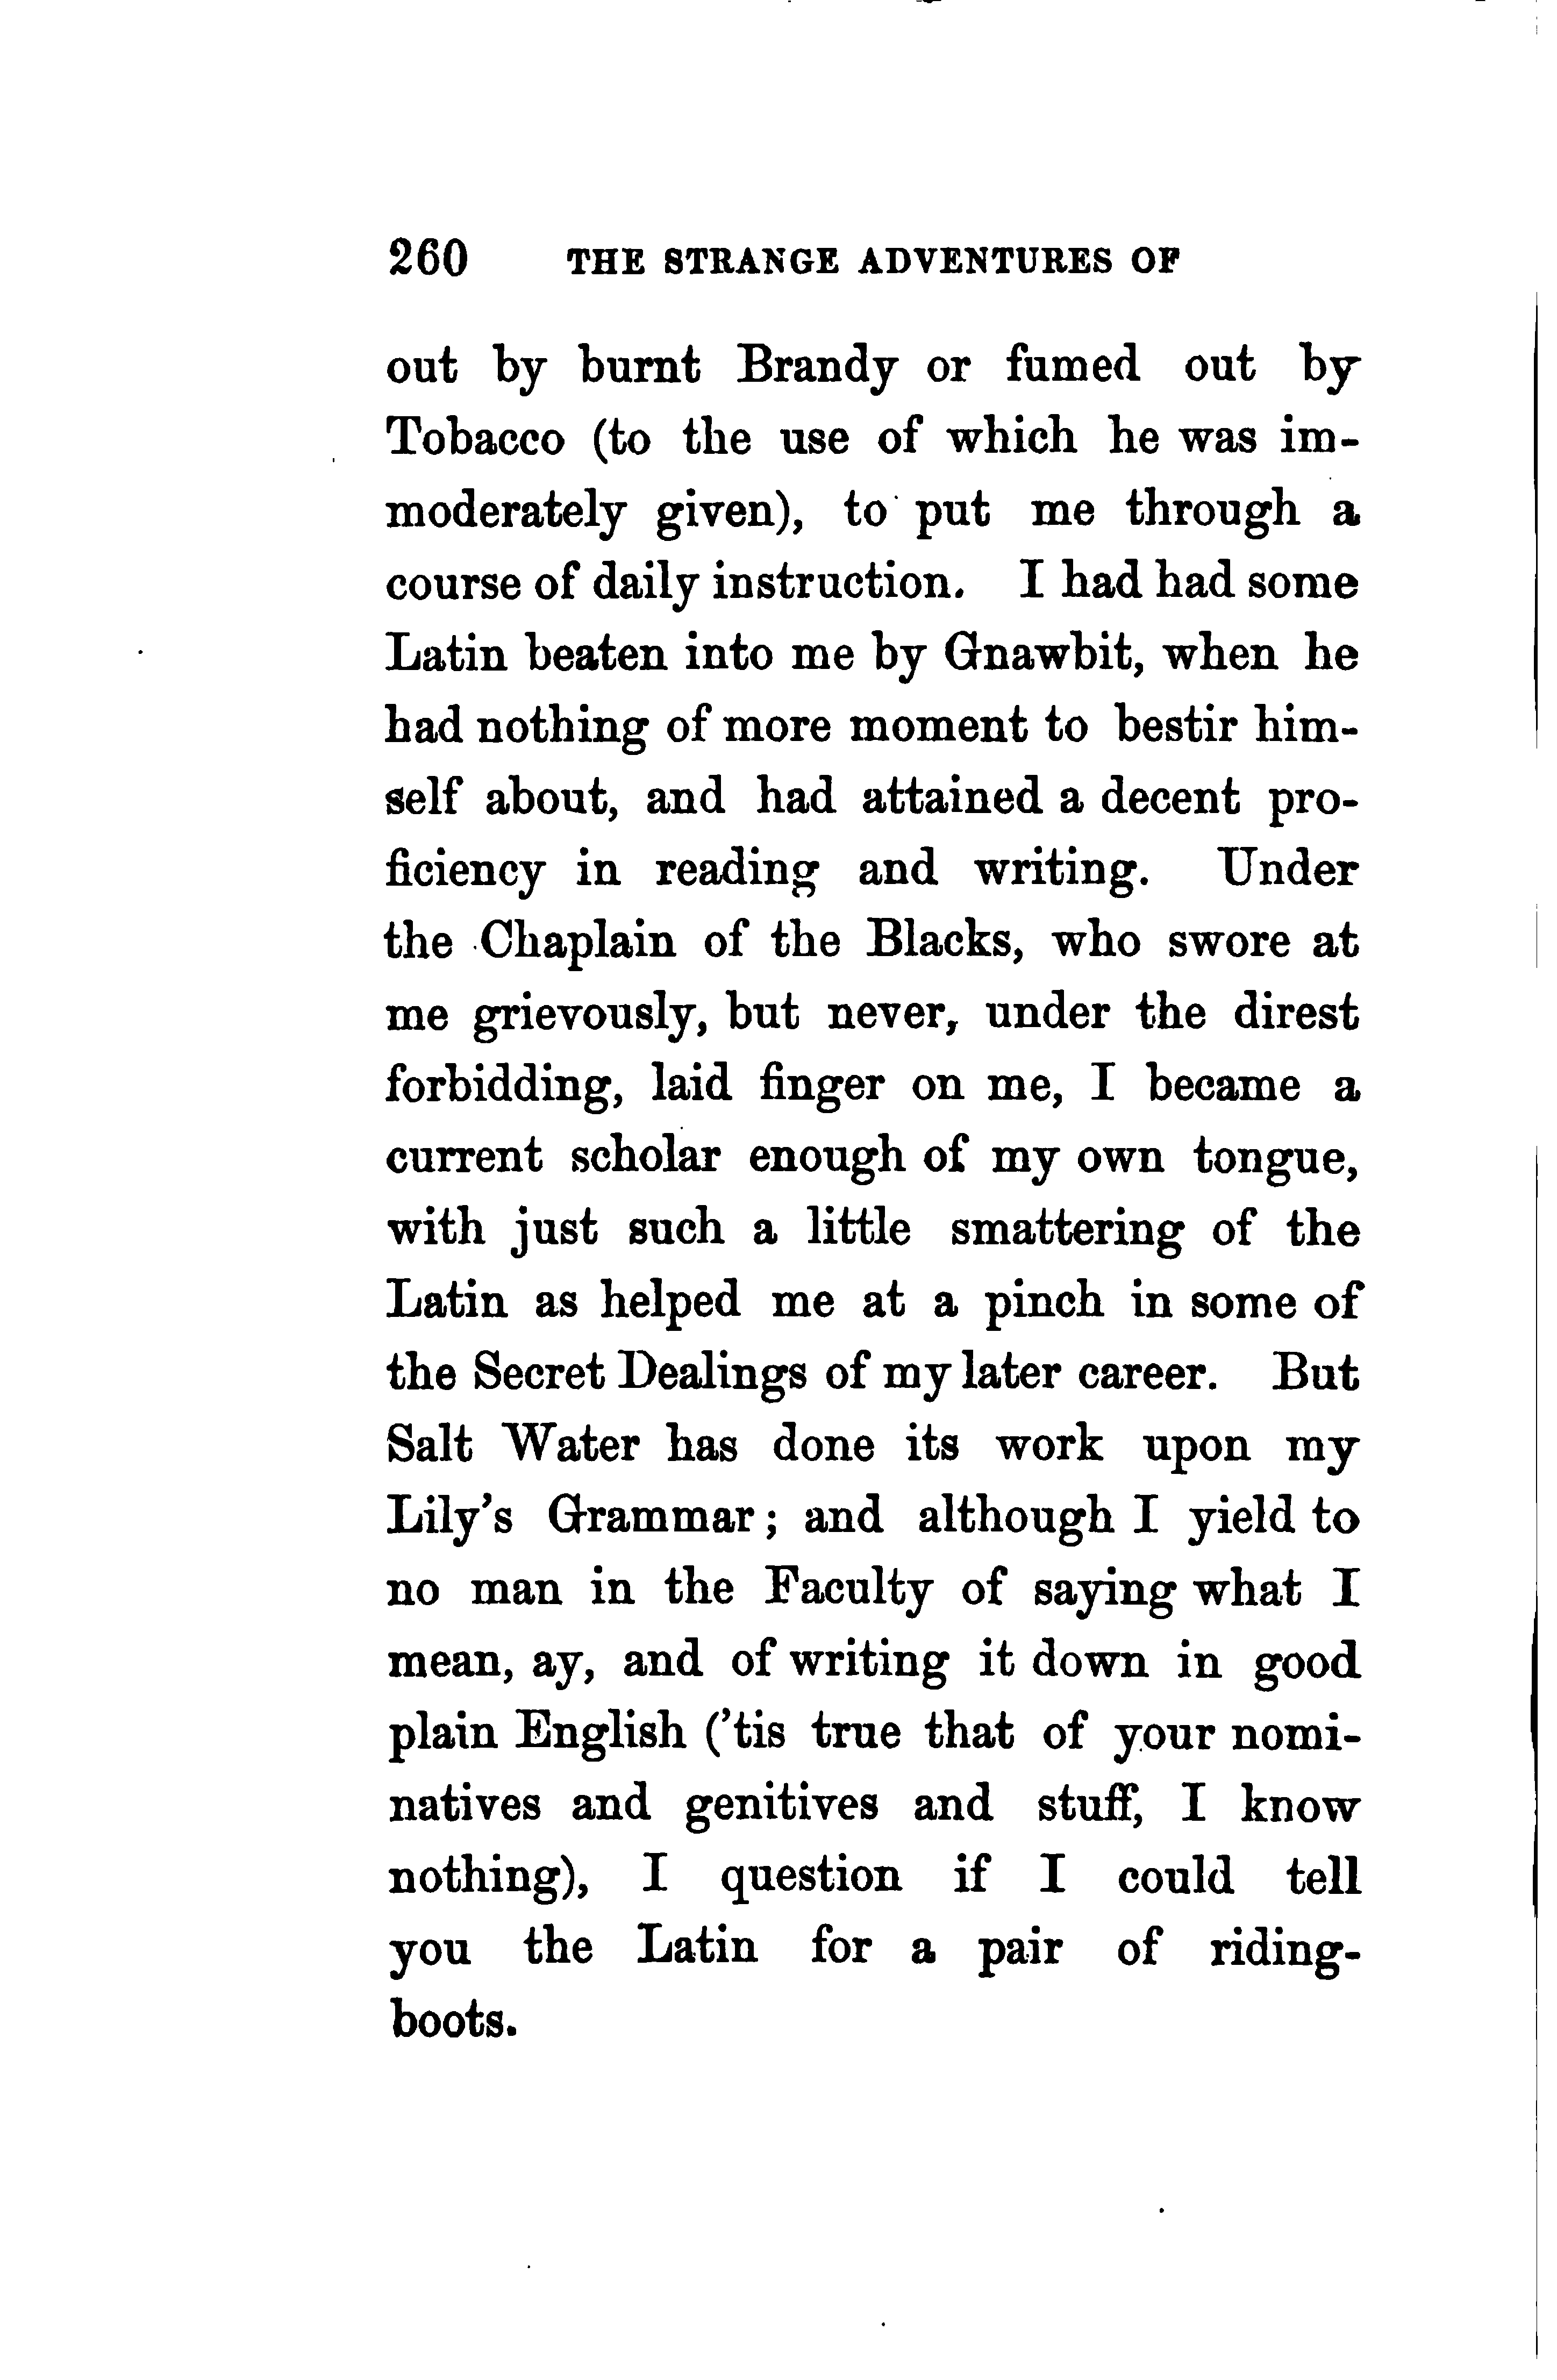 260 THE STRANGE ADVENTURES OF
out by burnt Brandy or fumed out by
Tobacco (to the use of which he was im-
moderately given), to put me through a
course of daily instruction. I had had some
Latin beaten into me by Gnawbit, when he
had nothing of more moment to bestir him-
self about, and had attained a decent pro-
ficiency in reading and writing. Under
the Chaplain of the Blacks, who swore at
me grievously, but never, under the direst
forbidding, laid finger on me, I became a
current scholar enough of my own tongue,
with just such a little smattering of the
Latin as helped me at a pinch in some of
the Secret Dealings of my later career. But
Salt Water has done its work upon my
Lily's Grammar; and although I yield to
no man in the Faculty of saying what I
mean, ay, and of writing it down in good
plain English ('tis true that of your nomi-
natives and genitives and stuff, I know
nothing), I question if I could tell
you the Latin for a pair of riding-
boots.